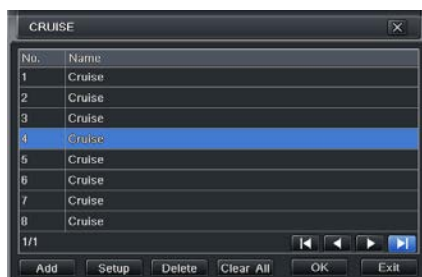 CRUISE
No. Name
1 Cruise
2 Cruise
3 Cruise
4 Cruise
5 Cruise
6 Cruise
7 Cruise
8 Cruise
1/1
Add Setup Delete Clear All OK Exit